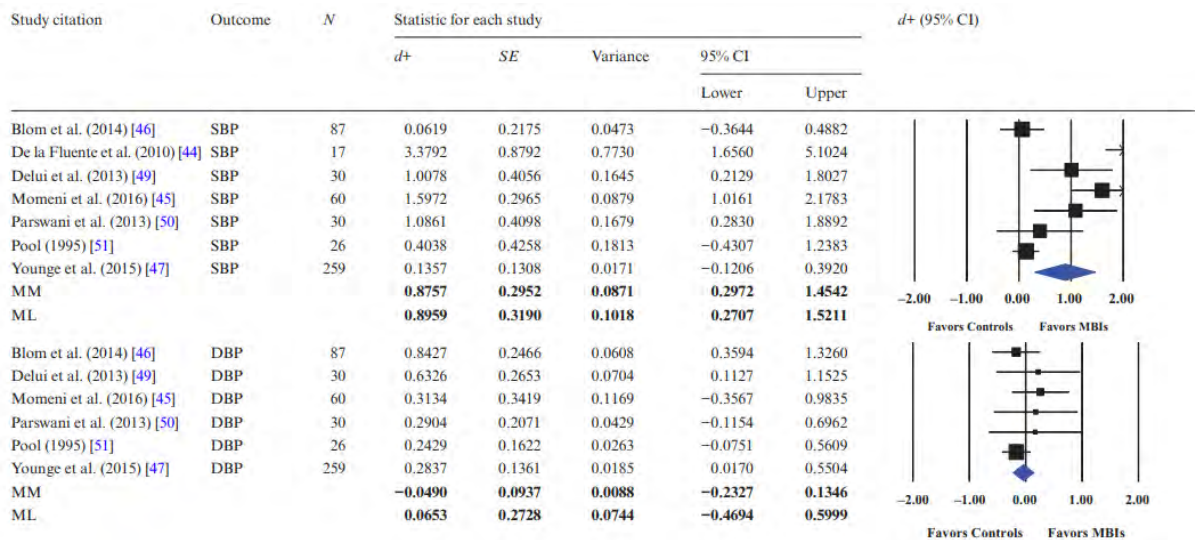 Study citation Outcome N Statistic for each study d+ (95% CI)
d+ SE Variance 95% CI
Lower Upper
Blom et al. (2014) [46] SBP 87 0.0619 0.2175 0.0473 −0.3644 0.4882
De la Fluente et al. (2010) [44] SBP 17 3.3792 0.8792 0.7730 1.6560 5.1024
Delui et al. (2013) [49] SBP 30 1.0078 0.4056 0.1645 0.2129 1.8027
Momeni et al. (2016) [45] SBP 60 1.5972 0.2965 0.0879 1.0161 2.1783
Parswani et al. (2013) [50] SBP 30 1.0861 0.4098 0.1679 0.2830 1.8892
Pool (1995) [51] SBP 26 0.4038 0.4258 0.1813 −0.4307 1.2383
Younge et al. (2015) [47] SBP 259 0.1357 0.1308 0.0171 −0.1206 0.3920
MM 0.8757 0.2952 0.0871 0.2972 1.4542
−2.00 −1.00 0.00 1.00 2.00
ML 0.8959 0.3190 0.1018 0.2707 1.5211
Favors Controls Favors MBIs
Blom et al. (2014) [46] DBP 87 0.8427 0.2466 0.0608 0.3594 1.3260
Delui et al. (2013) [49] DBP 30 0.6326 0.2653 0.0704 0.1127 1.1525
Momeni et al. (2016) [45] DBP 60 0.3134 0.3419 0.1169 −0.3567 0.9835
Parswani et al. (2013) [50] DBP 30 0.2904 0.2071 0.0429 −0.1154 0.6962
Pool (1995) [51] DBP 26 0.2429 0.1622 0.0263 −0.0751 0.5609
Younge et al. (2015) [47] DBP 259 0.2837 0.1361 0.0185 0.0170 0.5504
MM −0.0490 0.0937 0.0088 −0.2327 0.1346
−2.00 −1.00 0.00 1.00 2.00
ML 0.0653 0.2728 0.0744 −0.4694 0.5999
Favors Controls Favors MBIs